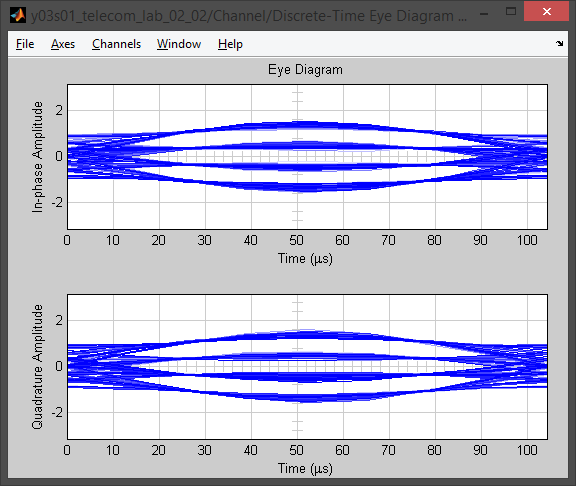 y03s01_telecom_lab_02_02/Channel/Discrete-Time Eye Diagram ...
File Axes Channels Window Help
Eye Diagram
In-phase Amplitude
2
0
-2
0 10 20 30 40 50 60 70 80 90 100
Time (µs)
Quadrature Amplitude
2
0
-2
0 10 20 30 40 50 60 70 80 90 100
Time (µs)